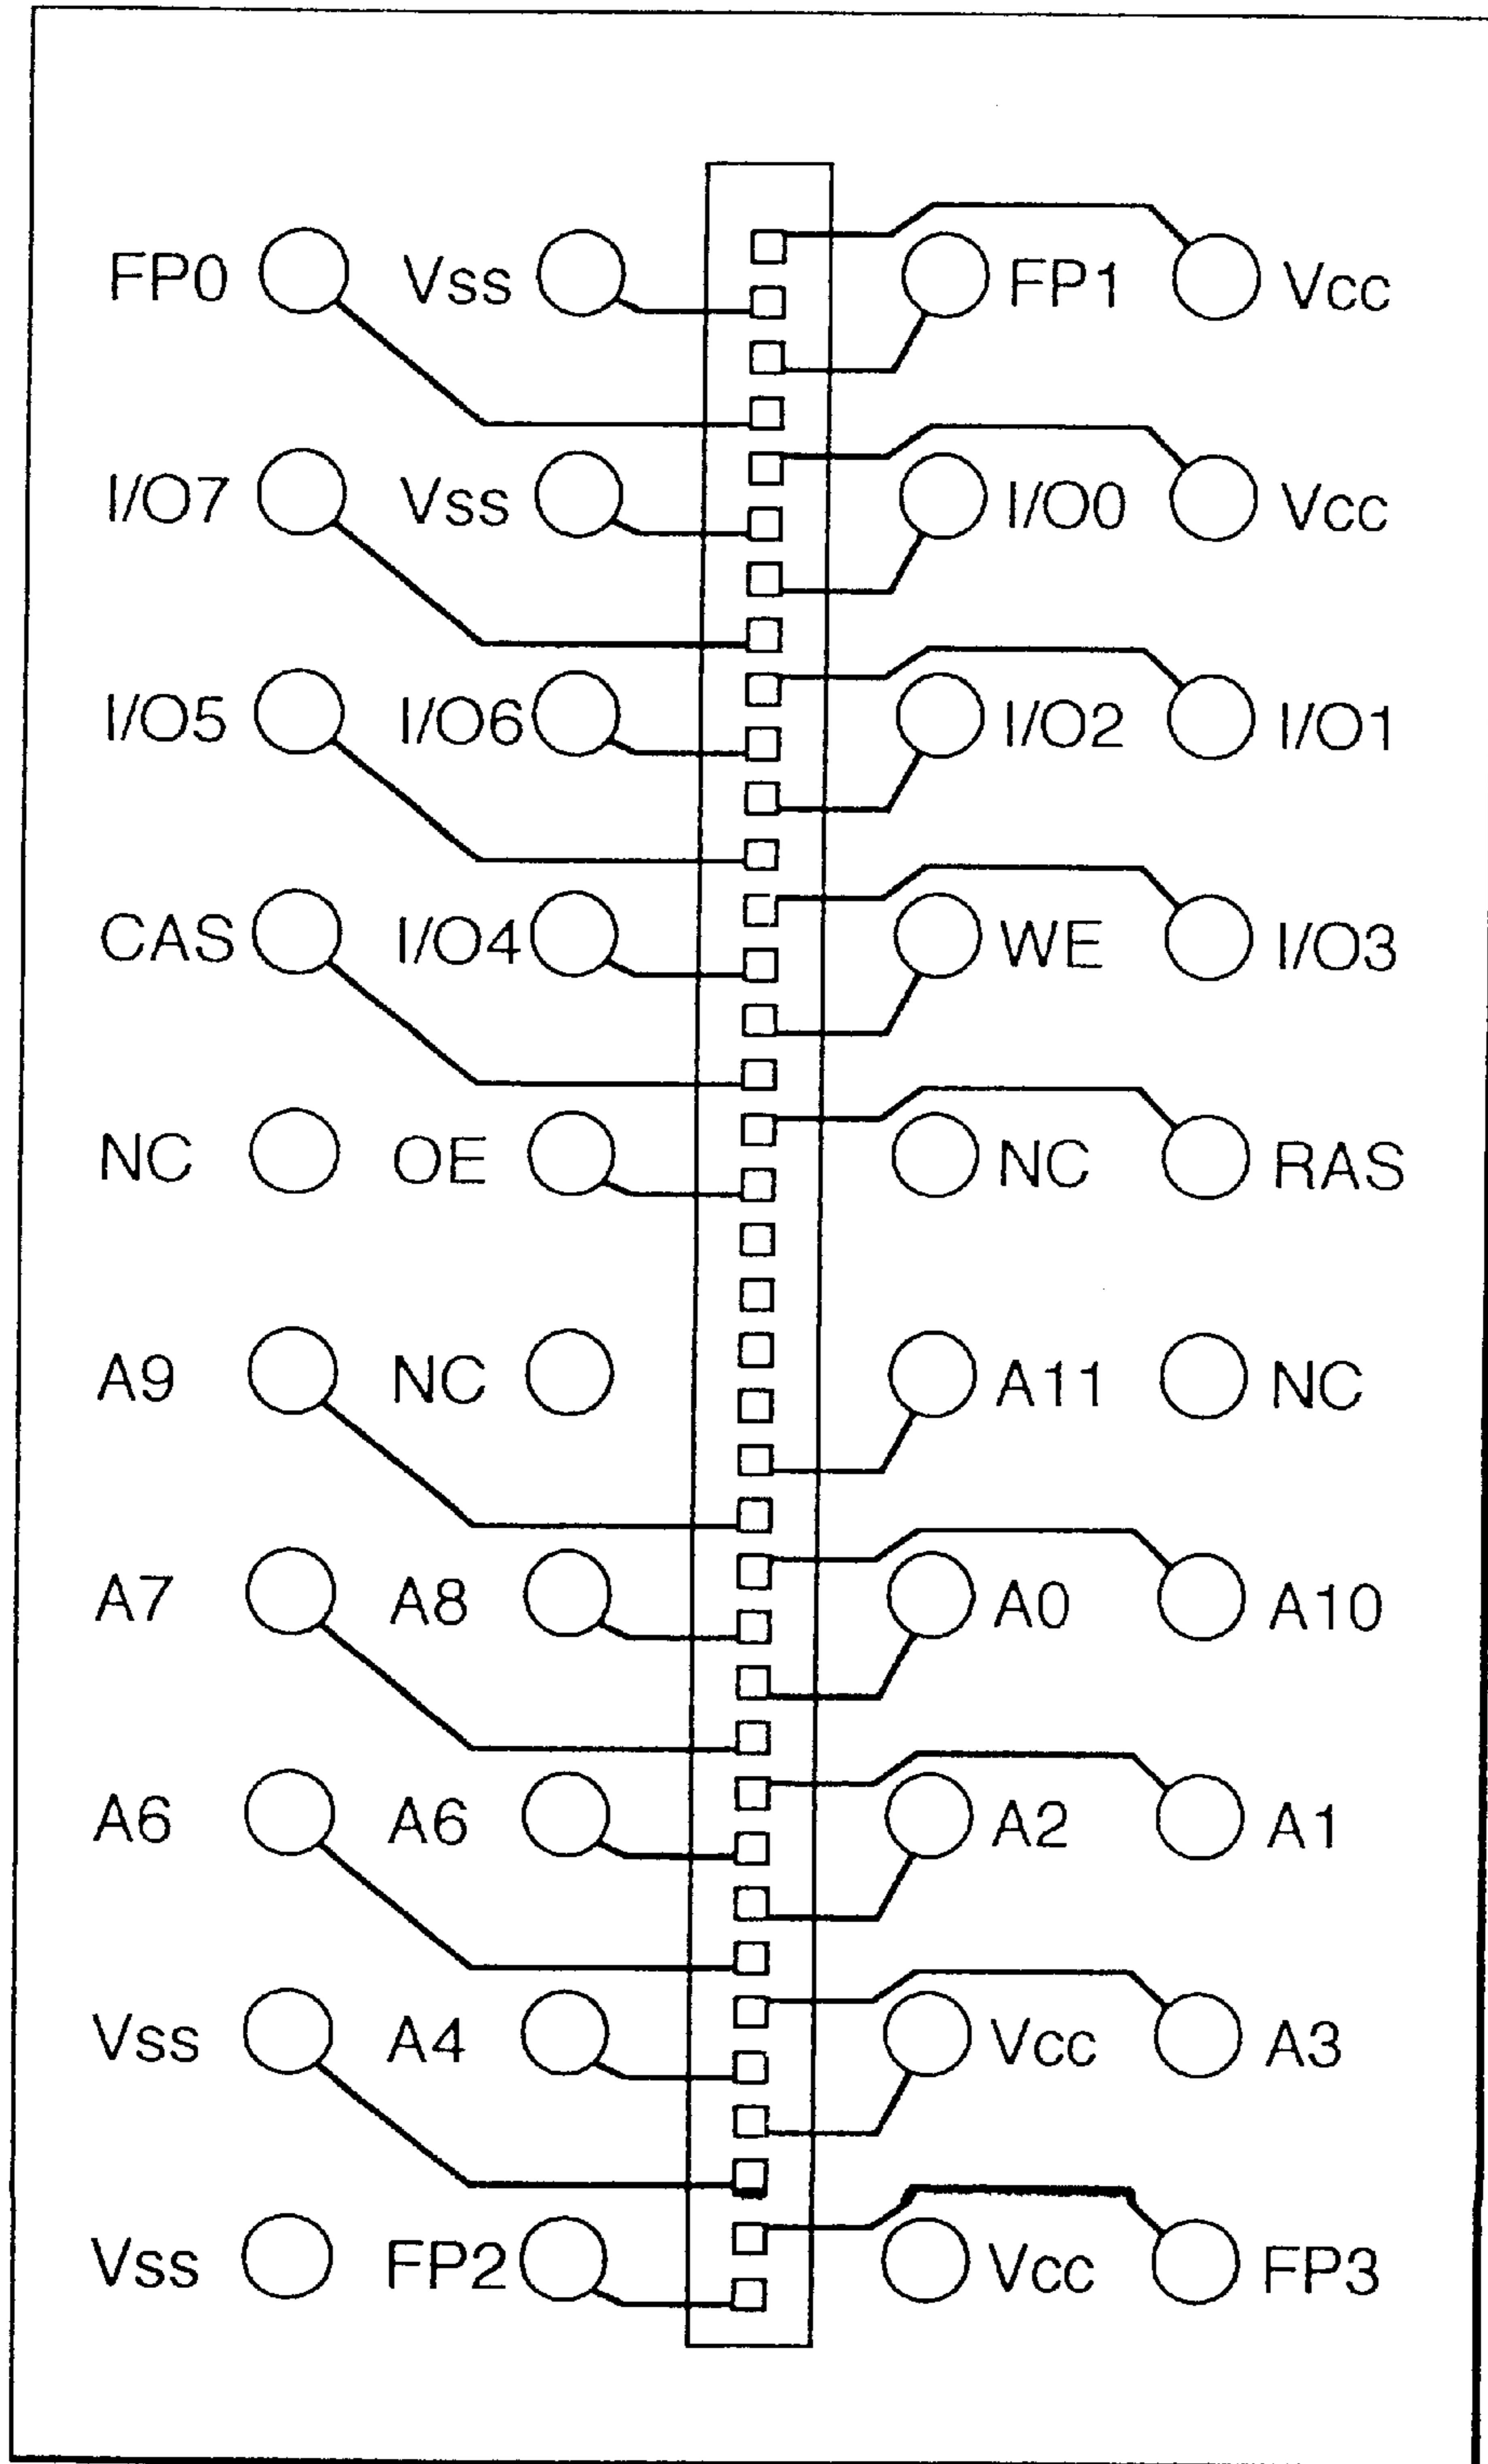 FP0 Vss FP1 Vcc
I/O7 Vss I/O0 Vcc
I/O5 I/O6 I/O2 I/O1
CAS I/O4 WE I/O3
NC OE NC RAS
A9 NC A11 NC
A7 A8 A0 A10
A6 A6 A2 A1
Vss A4 Vcc A3
Vss FP2 Vcc FP3